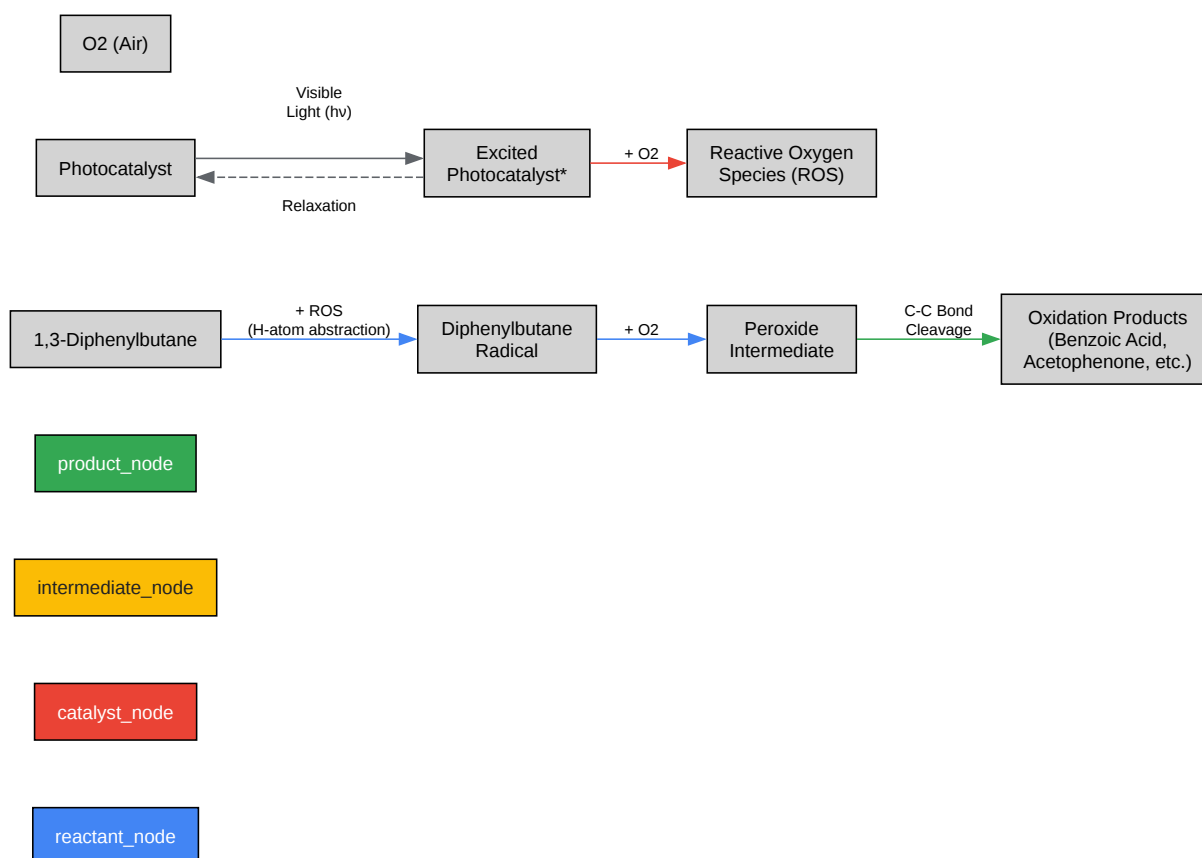 O2 (Air)
Visible
Light (hν)
Photocatalyst
Excited
Photocatalyst*
+ O2
Reactive Oxygen
Species (ROS)
Relaxation
1,3-Diphenylbutane
+ ROS
(H-atom abstraction)
Diphenylbutane
Radical
+ O2
Peroxide
Intermediate
C-C Bond
Cleavage
Oxidation Products
(Benzoic Acid,
Acetophenone, etc.)
product_node
intermediate_node
catalyst_node
reactant_node